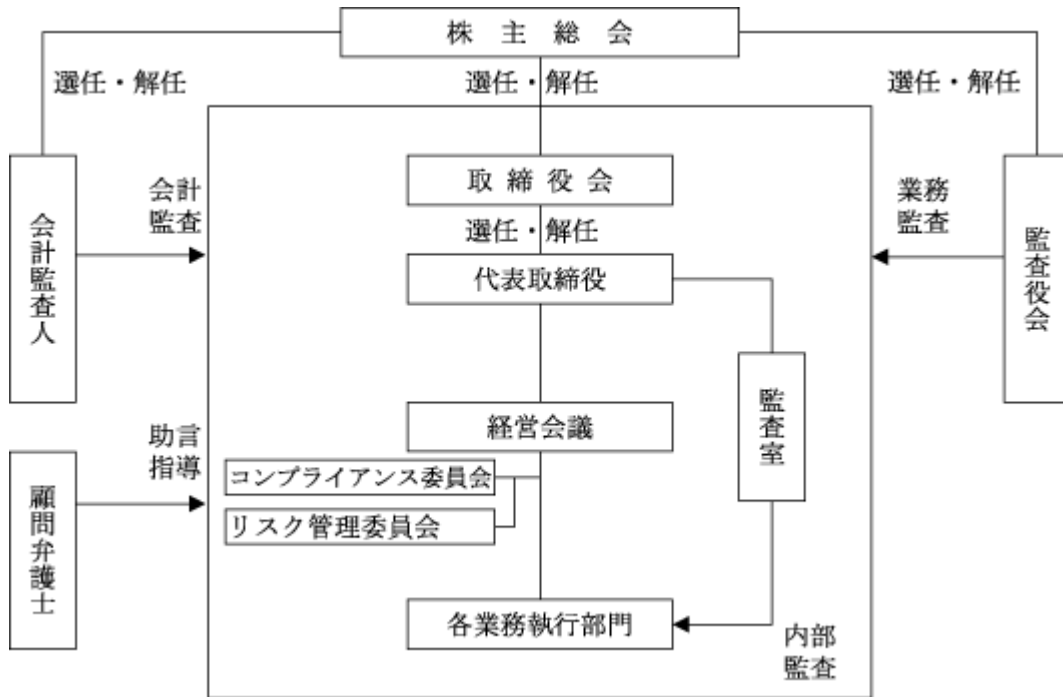 株主総会
選任・解任
選任・解任
選任・解任
取締役会
会計
監査
業務
監査
会計監査人
選任・解任
監査役会
代表取締役
監査室
経営会議
助言
指導
コンプライアンス委員会
顧問弁護士
リスク管理委員会
各業務執行部門
内部
監査